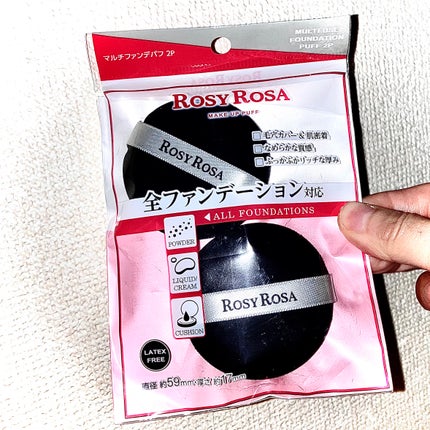 マルチファンデパフ 2P
MULTIUSE
FOUNDATION
PUFF 2P
ROSY ROSA
MAKE UP PUFF
毛穴カバー&肌密着
なめらかな質感
ふっかふかリッチな厚み
ROSY ROSA
全ファンデーション対応
◀ ALL FOUNDATIONS
POWDER
LIQUID/
CREAM
CUSHION
ROSY ROSA
LATEX
FREE
直径 約59mm・厚さ/約17mm